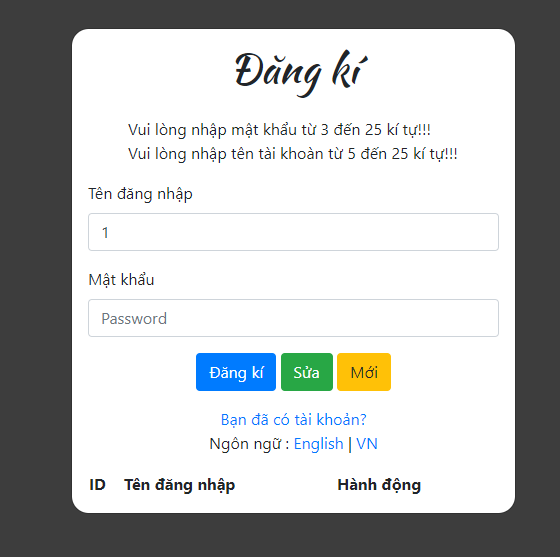 Đăng kí
Vui lòng nhập mật khẩu từ 3 đến 25 kí tự!!!
Vui lòng nhập tên tài khoàn từ 5 đến 25 kí tự!!!
Tên đăng nhập
1
Mật khẩu
Password
Đăng kí Sửa Mới
Bạn đã có tài khoản?
Ngôn ngữ : English | VN
ID Tên đăng nhập Hành động